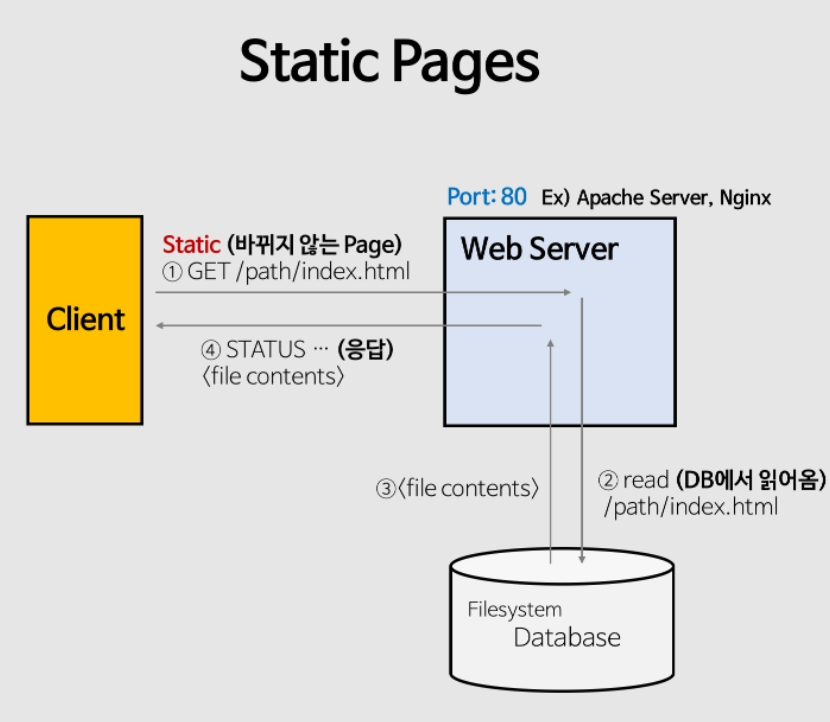 Static Pages
Port: 80 Ex) Apache Server, Nginx
Static (바뀌지 않는 Page)
① GET /path/index.html
Web Server
Client
④ STATUS ··· (응답)
〈file contents〉
③〈file contents〉
② read (DB에서 읽어옴)
/path/index.html
Filesystem
Database